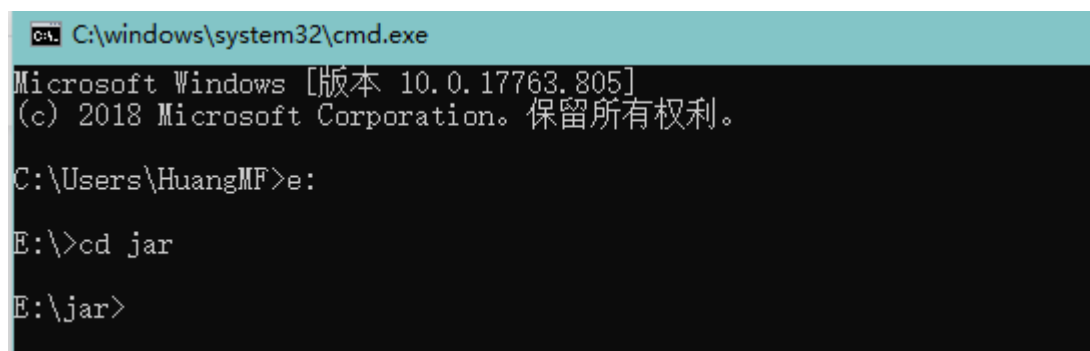 C:\windows\system32\cmd.exe
Microsoft Windows [版本 10.0.17763.805]
(c) 2018 Microsoft Corporation。保留所有权利。
C:\Users\HuangMF>e:
E:\>cd jar
E:\jar>